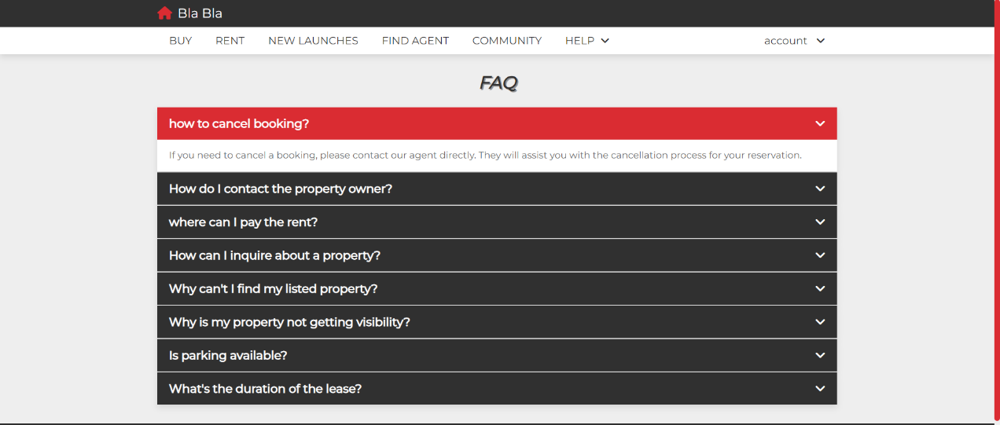 Bla Bla
BUY RENT NEW LAUNCHES FIND AGENT COMMUNITY HELP account
FAQ
how to cancel booking?
If you need to cancel a booking, please contact our agent directly. They will assist you with the cancellation process for your reservation.
How do I contact the property owner?
where can I pay the rent?
How can I inquire about a property?
Why can't I find my listed property?
Why is my property not getting visibility?
Is parking available?
What's the duration of the lease?